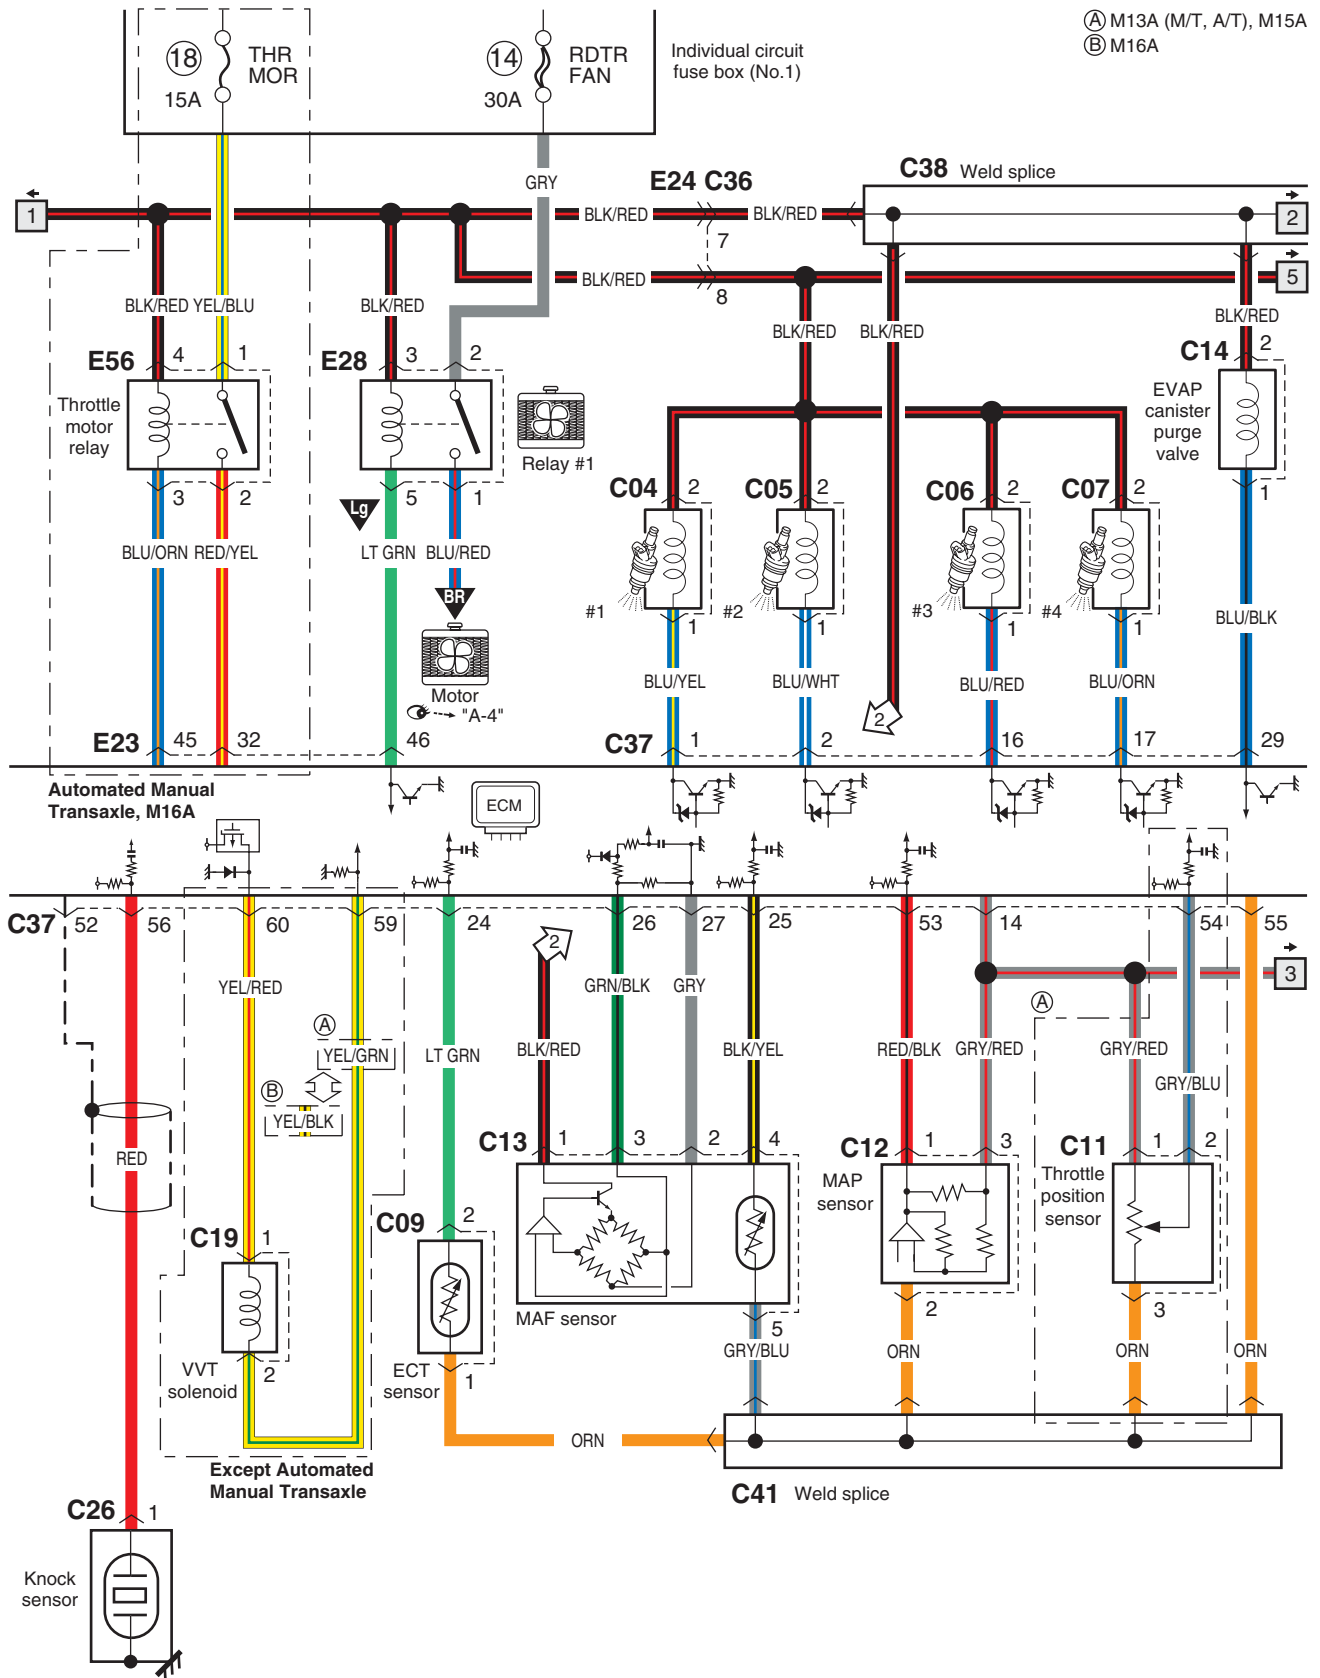 Ⓐ M13A (M/T, A/T), M15A
Ⓑ M16A
18 THR MOR
15A
14 RDTR FAN
30A
Individual circuit
fuse box (No.1)
GRY
E24 C36
C38 Weld splice
1
BLK/RED BLK/RED
2
7
BLK/RED
8
5
BLK/RED YEL/BLU BLK/RED BLK/RED BLK/RED BLK/RED
E56 4 1
E28 3 2
C14 2
Throttle
motor
relay
Relay #1
EVAP
canister
purge
valve
3 2 5 1
Lg
C04 2 C05 2 C06 2 C07 2
1
BLU/ORN RED/YEL LT GRN BLU/RED
BR
#1 #2 #3 #4
1 1 1 1
BLU/BLK
Motor
"A-4"
BLU/YEL BLU/WHT BLU/RED BLU/ORN
2
E23 45 32 46
C37 1 2 16 17 29
Automated Manual
Transaxle, M16A
ECM
C37 52 56 60 59 24 26 27 25 53 14 54 55
2
3
YEL/RED GRN/BLK GRY
Ⓐ
Ⓐ
YEL/GRN LT GRN BLK/RED BLK/YEL RED/BLK GRY/RED GRY/RED
GRY/BLU
Ⓑ
YEL/BLK
RED
C13 1 3 2 4
C12 1 3
C11 1 2
MAP
sensor
Throttle
position
sensor
C19 1
C09 2
MAF sensor
5 2 3
VVT
solenoid
2
ECT
sensor
1
GRY/BLU ORN ORN ORN
ORN
Except Automated
Manual Transaxle
C41 Weld splice
C26 1
Knock
sensor